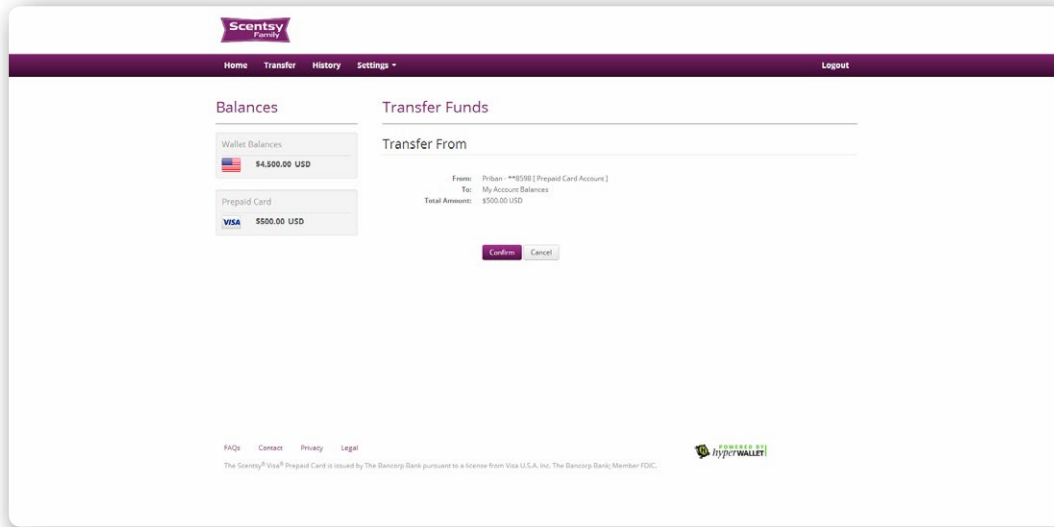 Scentsy
Family
Home Transfer History Settings
Logout
Balances
Wallet Balances
$4,500.00 USD
Prepaid Card
VISA $500.00 USD
Transfer Funds
Transfer From
From: Priban - **8598 [ Prepaid Card Account ]
To: My Account Balances
Total Amount: $500.00 USD
Confirm Cancel
FAQs Contact Privacy Legal
The Scentsy® Visa® Prepaid Card is issued by The Bancorp Bank pursuant to a license from Visa U.S.A. Inc. The Bancorp Bank; Member FDIC.
POWERED BY
hyperWALLET